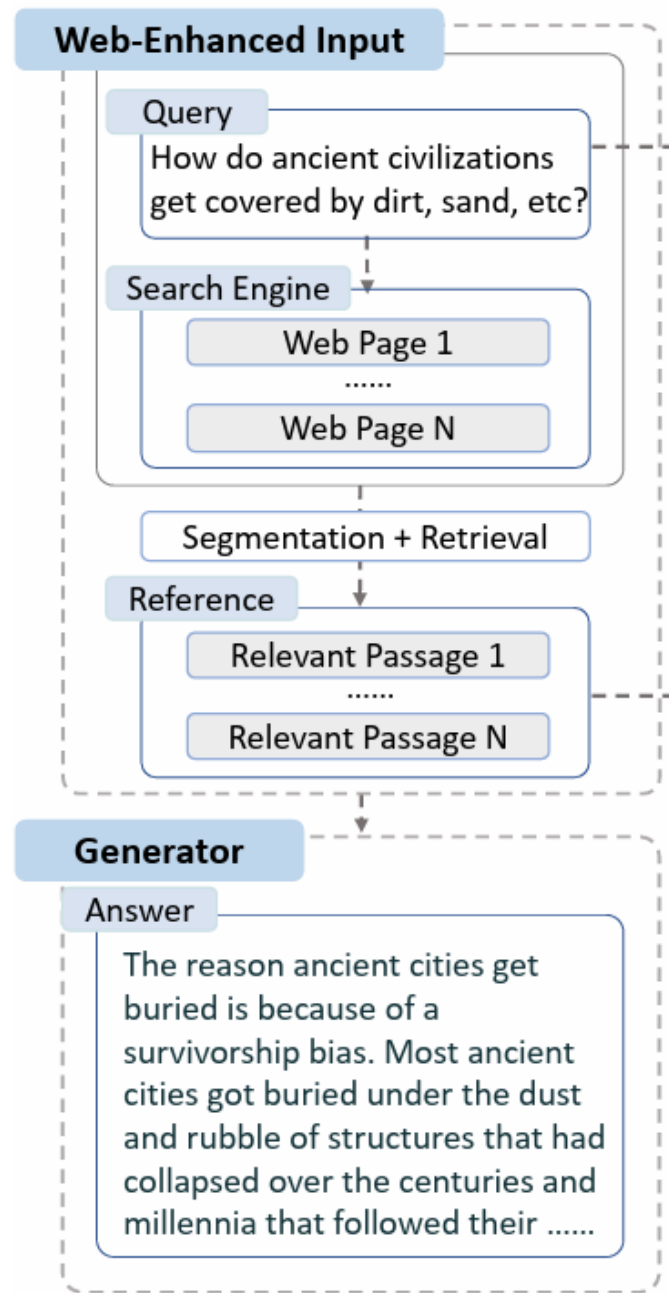 Web-Enhanced Input
Query
How do ancient civilizations
get covered by dirt, sand, etc?
Search Engine
Web Page 1
......
Web Page N
Segmentation + Retrieval
Reference
Relevant Passage 1
......
Relevant Passage N
Generator
Answer
The reason ancient cities get
buried is because of a
survivorship bias. Most ancient
cities got buried under the dust
and rubble of structures that had
collapsed over the centuries and
millennia that followed their ......